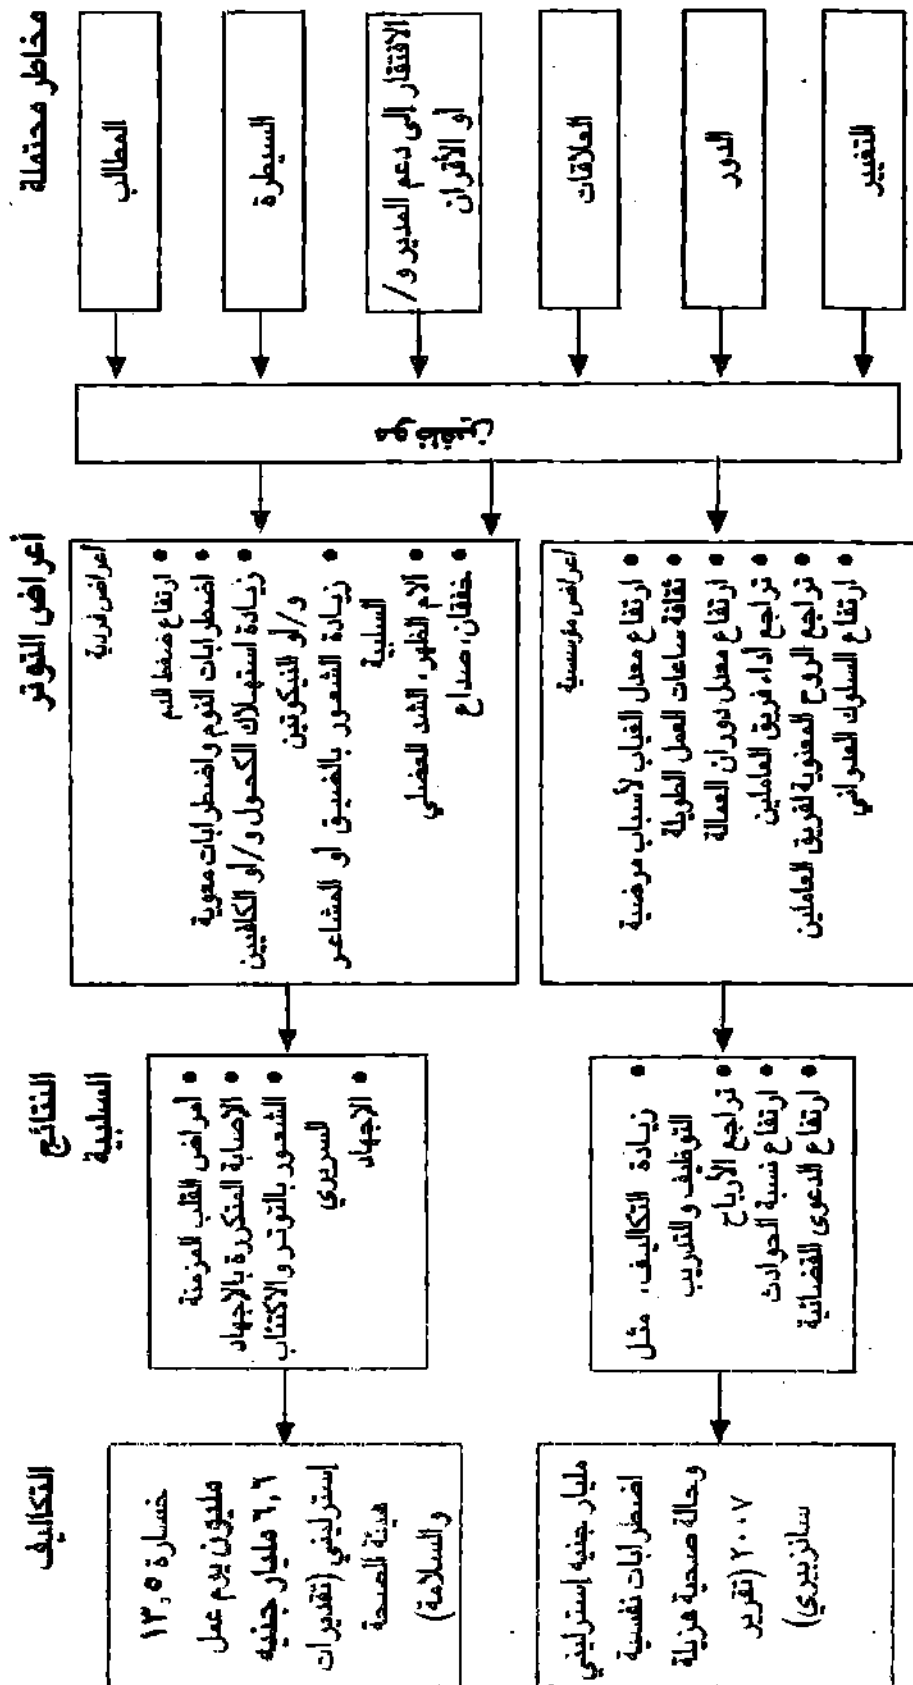 مخاطر محتملة
المطالب
السيطرة
الافتقار إلى دعم المدير و/
أو الأقران
العلاقات
الدور
التغيير
أعراض التوتر
أعراض فردية
• ارتفاع ضغط الدم
• اضطرابات النوم واضطرابات معوية
• زيادة استهلاك الكحول و/أو الكافيين
و/أو النيكوتين
• زيادة الشعور بالضيق أو المشاعر
السلبية
• آلام الظهر، الشد العضلي
• خفقان، صداع
أعراض مؤسسية
• ارتفاع معدل الغياب لأسباب مرضية
• ثقافة ساعات العمل الطويلة
• ارتفاع معدل دوران العمالة
• تراجع أداء فريق العاملين
• تراجع الروح المعنوية لفريق العاملين
• ارتفاع السلوك العدواني
النتائج
السلبية
• أمراض القلب المزمنة
• الإصابة المتكررة بالإجهاد
• الشعور بالتوتر والاكتئاب
السريري
• الإجهاد
• زيادة التكاليف، مثل
التوظيف والتدريب
• تراجع الأرباح
• ارتفاع نسبة الحوادث
• ارتفاع الدعوى القضائية
التكاليف
خسارة ١٣,٥
مليون يوم عمل
٦,٦ مليار جنيه
إسترليني (تقديرات
هيئة الصحة
والسلامة)
مليار جنيه إسترليني
اضطرابات نفسية
وحالة صحية هزيلة
٢٠٠٧ (تقرير
سانزبيري)